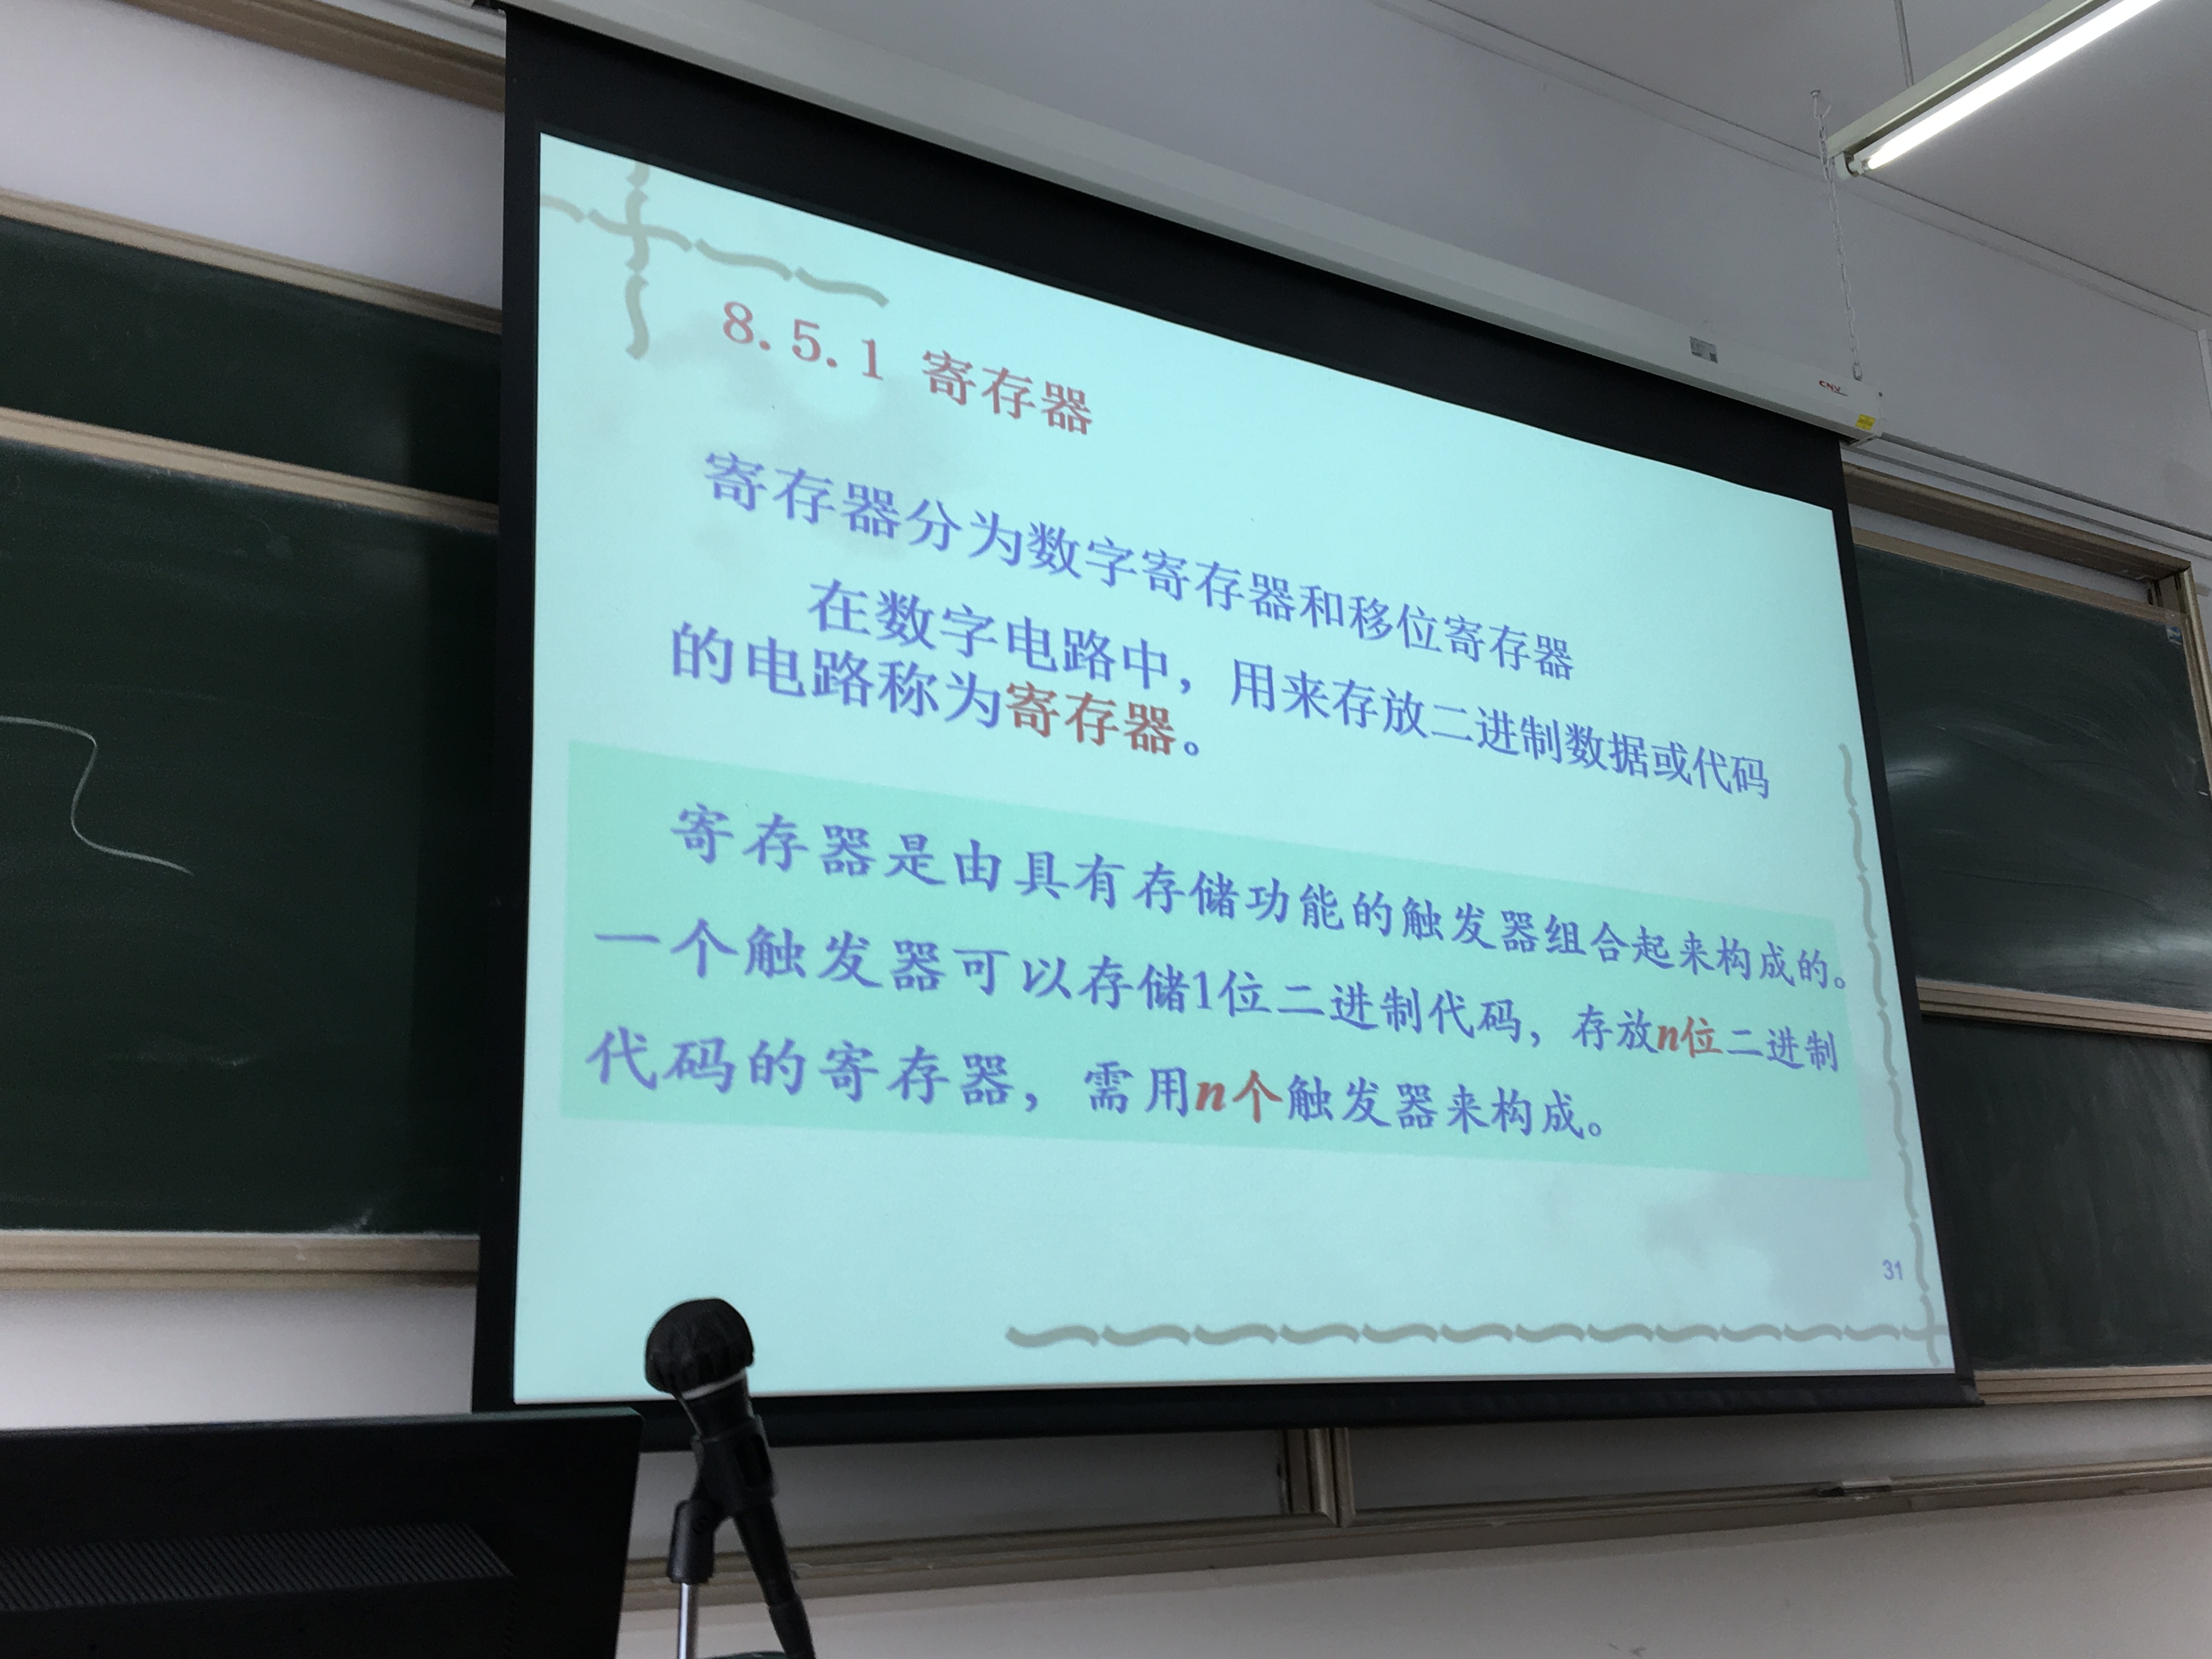 8.5.1 寄存器
寄存器分为数字寄存器和移位寄存器
在数字电路中，用来存放二进制数据或代码
的电路称为寄存器。
寄存器是由具有存储功能的触发器组合起来构成的。
一个触发器可以存储1位二进制代码，存放n位二进制
代码的寄存器，需用n个触发器来构成。
31